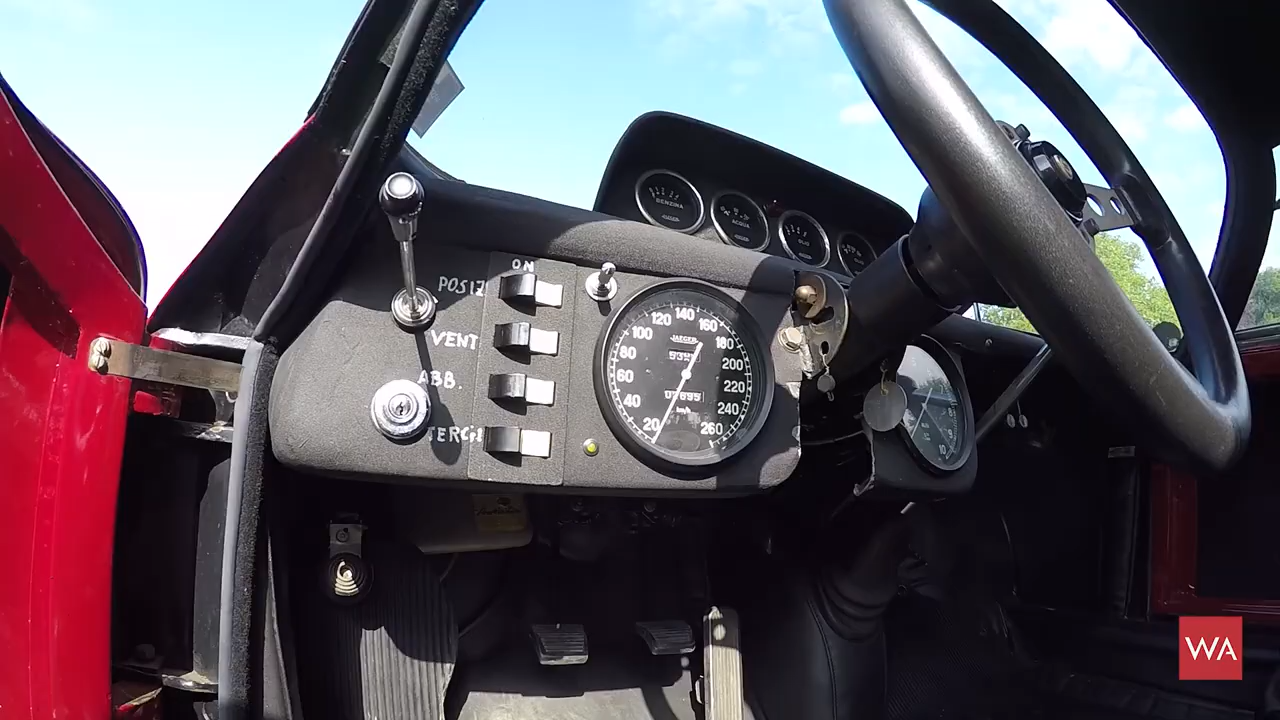 BENZINA
ACQUA
OLIO
ON
POSIZ
VENT
ABB.
TERGI
JAEGER
20
40
60
80
100
120
140
160
180
200
220
240
260
km/h
WA